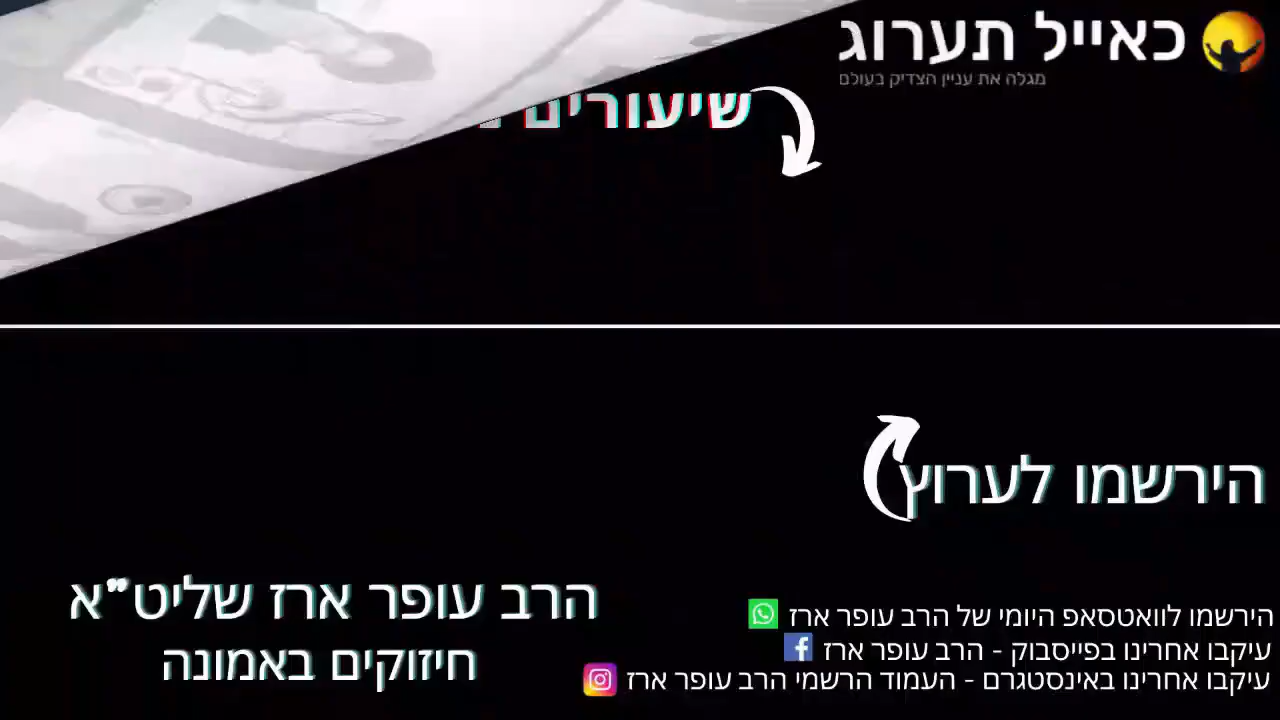 כאייל תערוג
מגלה את עניין הצדיק בעולם
שיעורים
הירשמו לערוץ
הרב עופר ארז שליט"א
חיזוקים באמונה
הירשמו לוואטסאפ היומי של הרב עופר ארז
עיקבו אחרינו בפייסבוק - הרב עופר ארז
עיקבו אחרינו באינסטגרם - העמוד הרשמי הרב עופר ארז